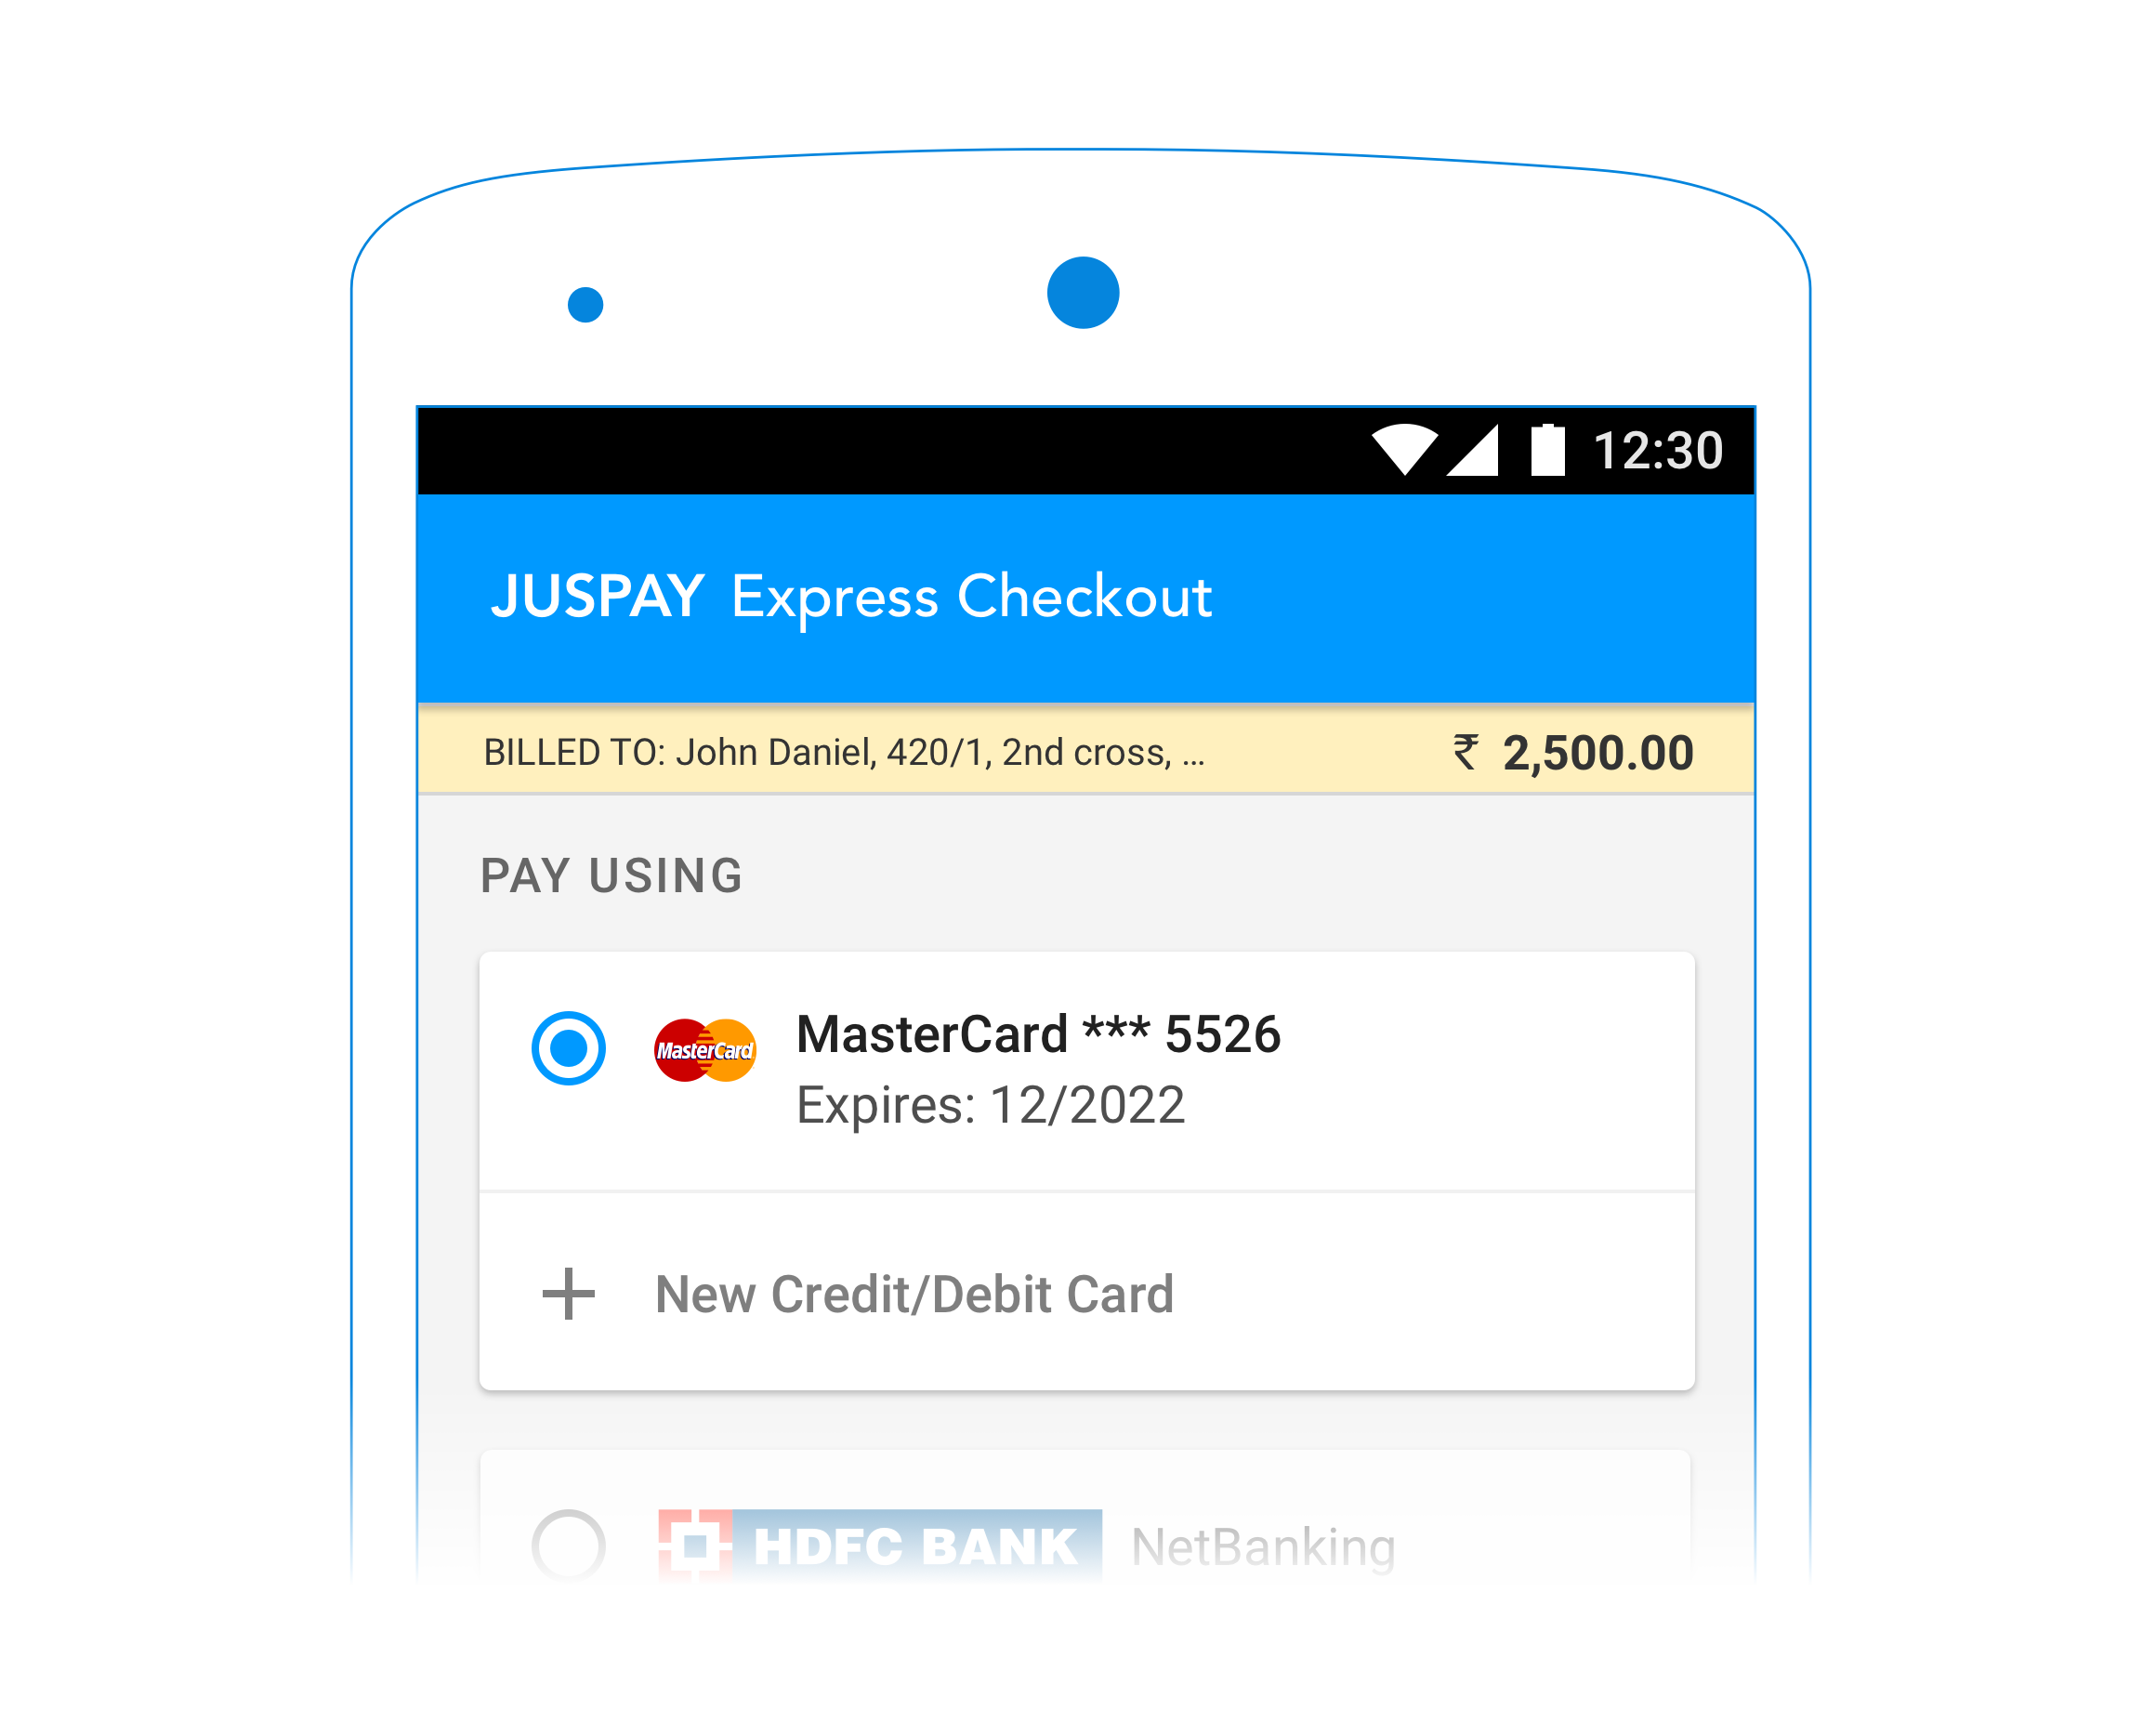 12:30
JUSPAY Express Checkout
BILLED TO: John Daniel, 420/1, 2nd cross, ... ₹ 2,500.00
PAY USING
MasterCard
MasterCard *** 5526
Expires: 12/2022
+ New Credit/Debit Card
HDFC BANK NetBanking